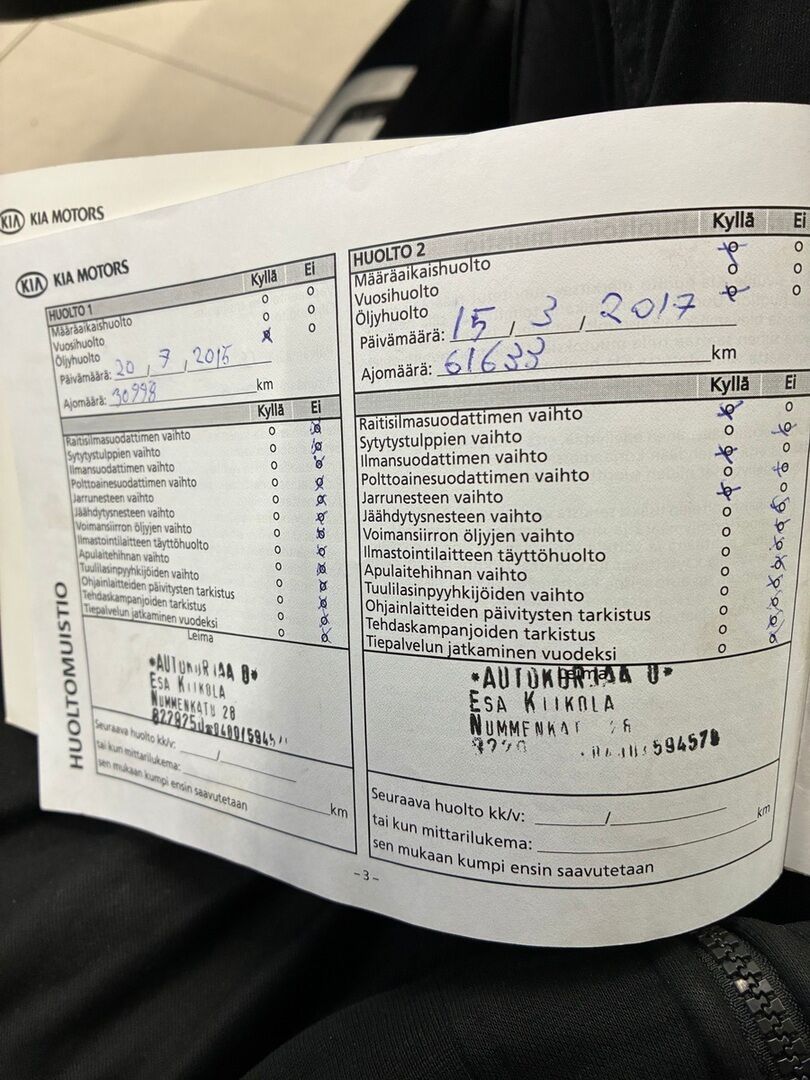 KIA KIA MOTORS
KIA KIA MOTORS
Kyllä Ei
HUOLTO 1
Määräaikaishuolto
Vuosihuolto
Öljyhuolto
Päivämäärä: 20, 7, 2015
Ajomäärä: 30998 km
Kyllä Ei
Raitisilmasuodattimen vaihto
Sytytystulppien vaihto
Ilmansuodattimen vaihto
Polttoainesuodattimen vaihto
Jarrunesteen vaihto
Jäähdytysnesteen vaihto
Voimansiirron öljyjen vaihto
Ilmastointilaitteen täyttöhuolto
Apulaitehihnan vaihto
Tuulilasinpyyhkijöiden vaihto
Ohjainlaitteiden päivitysten tarkistus
Tehdaskampanjoiden tarkistus
Tiepalvelun jatkaminen vuodeksi
Leima
ESA KIIKOLA
NUMMENKATU 28
Seuraava huolto kk/v: /
tai kun mittarilukema: km
sen mukaan kumpi ensin saavutetaan
HUOLTOMUISTIO
Kyllä Ei
HUOLTO 2
Määräaikaishuolto
Vuosihuolto
Öljyhuolto
Päivämäärä: 15, 3, / 2017
Ajomäärä: 61633 km
Kyllä Ei
Raitisilmasuodattimen vaihto
Sytytystulppien vaihto
Ilmansuodattimen vaihto
Polttoainesuodattimen vaihto
Jarrunesteen vaihto
Jäähdytysnesteen vaihto
Voimansiirron öljyjen vaihto
Ilmastointilaitteen täyttöhuolto
Apulaitehihnan vaihto
Tuulilasinpyyhkijöiden vaihto
Ohjainlaitteiden päivitysten tarkistus
Tehdaskampanjoiden tarkistus
Tiepalvelun jatkaminen vuodeksi
Leima
ESA KIIKOLA
Seuraava huolto kk/v: /
tai kun mittarilukema: km
sen mukaan kumpi ensin saavutetaan
- 3 -